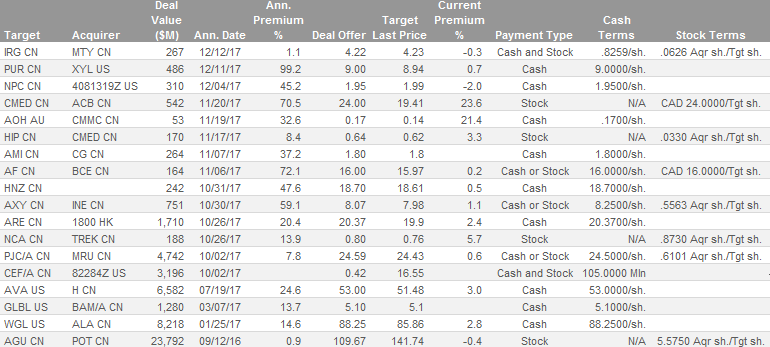 Deal Ann. Target Current
Value Premium Target Premium Cash
Target Acquirer ($M) Ann. Date % Deal Offer Last Price % Payment Type Terms Stock Terms
IRG CN MTY CN 267 12/12/17 1.1 4.22 4.23 -0.3 Cash and Stock .8259/sh. .0626 Aqr sh./Tgt sh.
PUR CN XYL US 486 12/11/17 99.2 9.00 8.94 0.7 Cash 9.0000/sh.
NPC CN 4081319Z US 310 12/04/17 45.2 1.95 1.99 -2.0 Cash 1.9500/sh.
CMED CN ACB CN 542 11/20/17 70.5 24.00 19.41 23.6 Stock N/A CAD 24.0000/Tgt sh.
AOH AU CMMC CN 53 11/19/17 32.6 0.17 0.14 21.4 Cash .1700/sh.
HIP CN CMED CN 170 11/17/17 8.4 0.64 0.62 3.3 Stock N/A .0330 Aqr sh./Tgt sh.
AMI CN CG CN 264 11/07/17 37.2 1.80 1.8 Cash 1.8000/sh.
AF CN BCE CN 164 11/06/17 72.1 16.00 15.97 0.2 Cash or Stock 16.0000/sh. CAD 16.0000/Tgt sh.
HNZ CN 242 10/31/17 47.6 18.70 18.61 0.5 Cash 18.7000/sh.
AXY CN INE CN 751 10/30/17 59.1 8.07 7.98 1.1 Cash or Stock 8.2500/sh. .5563 Aqr sh./Tgt sh.
ARE CN 1800 HK 1,710 10/26/17 20.4 20.37 19.9 2.4 Cash 20.3700/sh.
NCA CN TREK CN 188 10/26/17 13.9 0.80 0.76 5.7 Stock N/A .8730 Aqr sh./Tgt sh.
PJC/A CN MRU CN 4,742 10/02/17 7.8 24.59 24.43 0.6 Cash or Stock 24.5000/sh. .6101 Aqr sh./Tgt sh.
CEF/A CN 82284Z US 3,196 10/02/17 0.42 16.55 Cash and Stock 105.0000 Mln
AVA US H CN 6,582 07/19/17 24.6 53.00 51.48 3.0 Cash 53.0000/sh.
GLBL US BAM/A CN 1,280 03/07/17 13.7 5.10 5.1 Cash 5.1000/sh.
WGL US ALA CN 8,218 01/25/17 14.6 88.25 85.86 2.8 Cash 88.2500/sh.
AGU CN POT CN 23,792 09/12/16 0.9 109.67 141.74 -0.4 Stock N/A 5.5750 Aqr sh./Tgt sh.